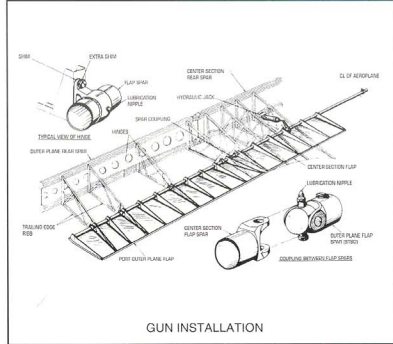 SHIM
EXTRA SHIM
FLAP SPAR
LUBRICATION
NIPPLE
TYPICAL VIEW OF HINGE
HINGES
SPAR COUPLING
HYDRAULIC JACK
CENTER SECTION
REAR SPAR
CL OF AEROPLANE
OUTER PLANE REAR SPAR
CENTER SECTION
FLAP
LUBRICATION NIPPLE
TRAILING EDGE
RIBS
PORT OUTER PLANE FLAP
CENTER SECTION
FLAP SPAR
OUTER PLANE FLAP
SPAR (STBD)
COUPLING BETWEEN FLAP SPARS
GUN INSTALLATION